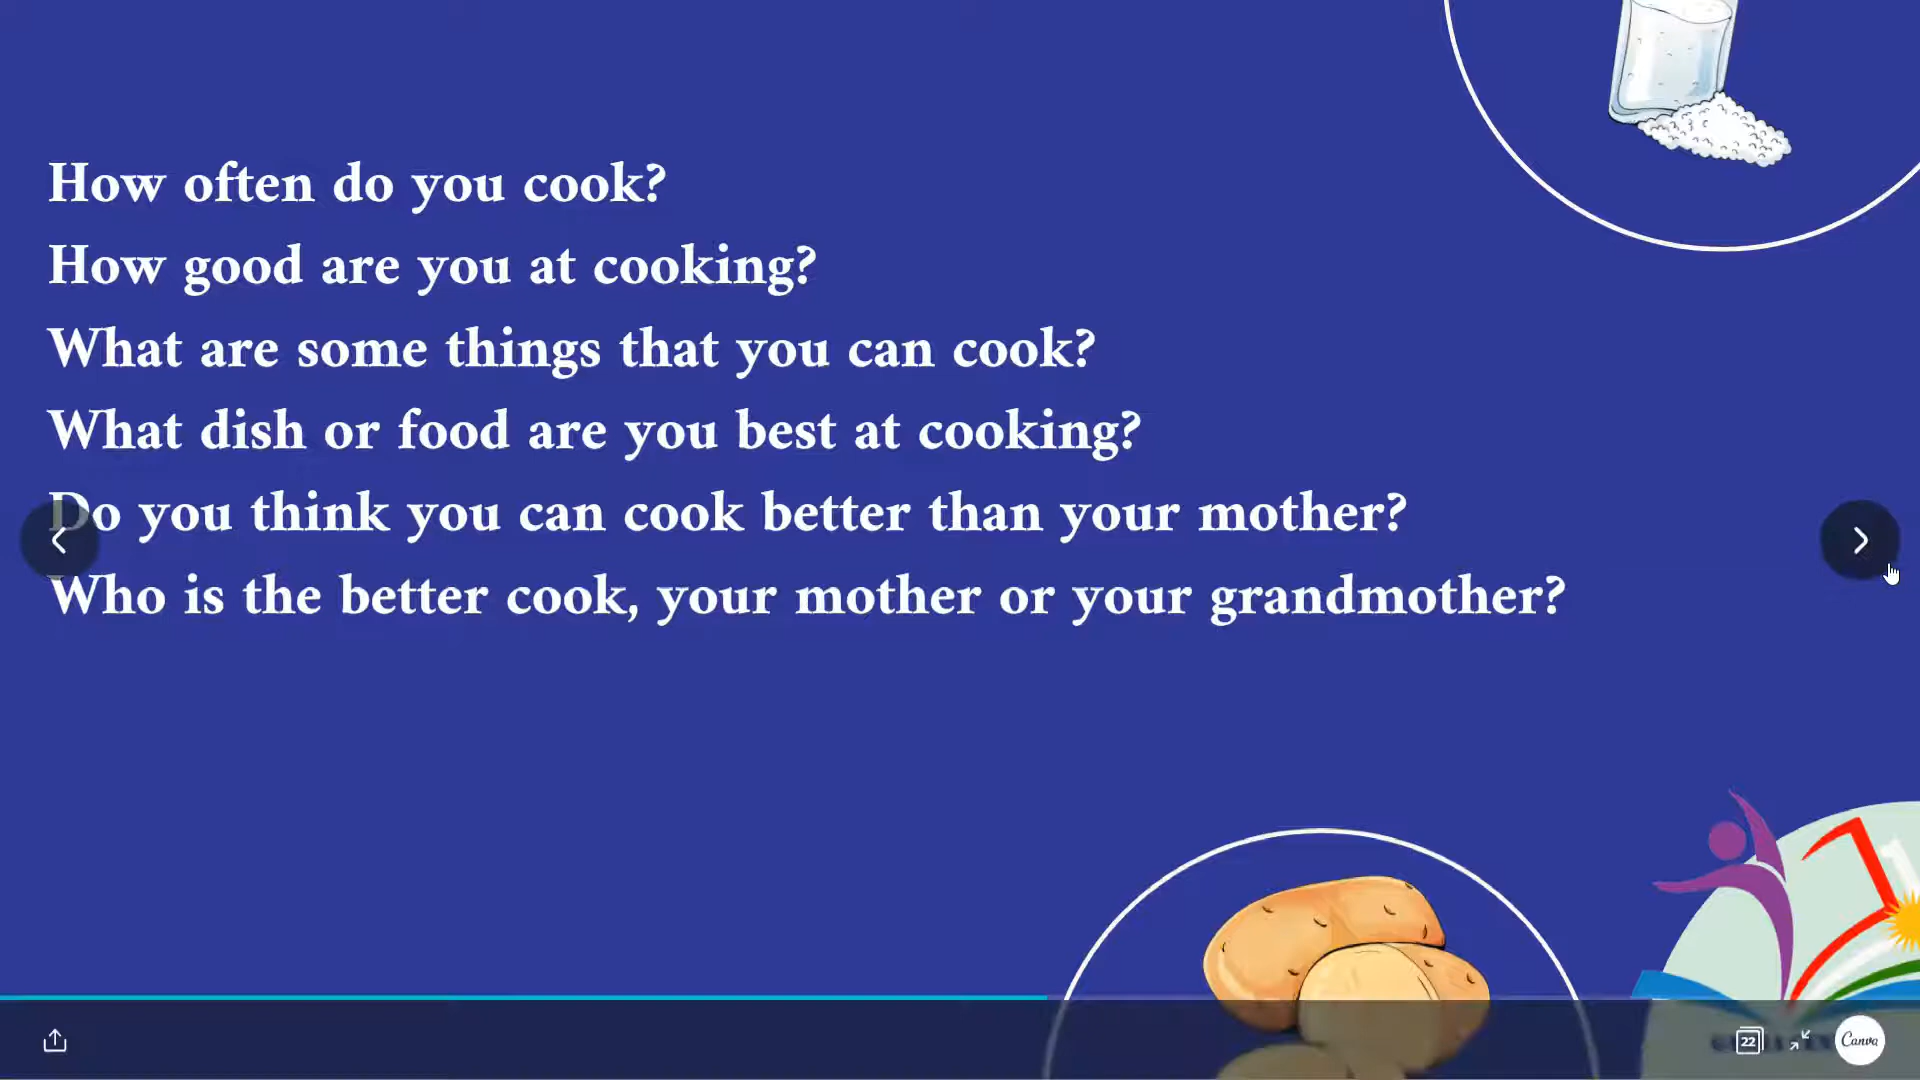 How often do you cook?
How good are you at cooking?
What are some things that you can cook?
What dish or food are you best at cooking?
Do you think you can cook better than your mother?
Who is the better cook, your mother or your grandmother?
22
Canva